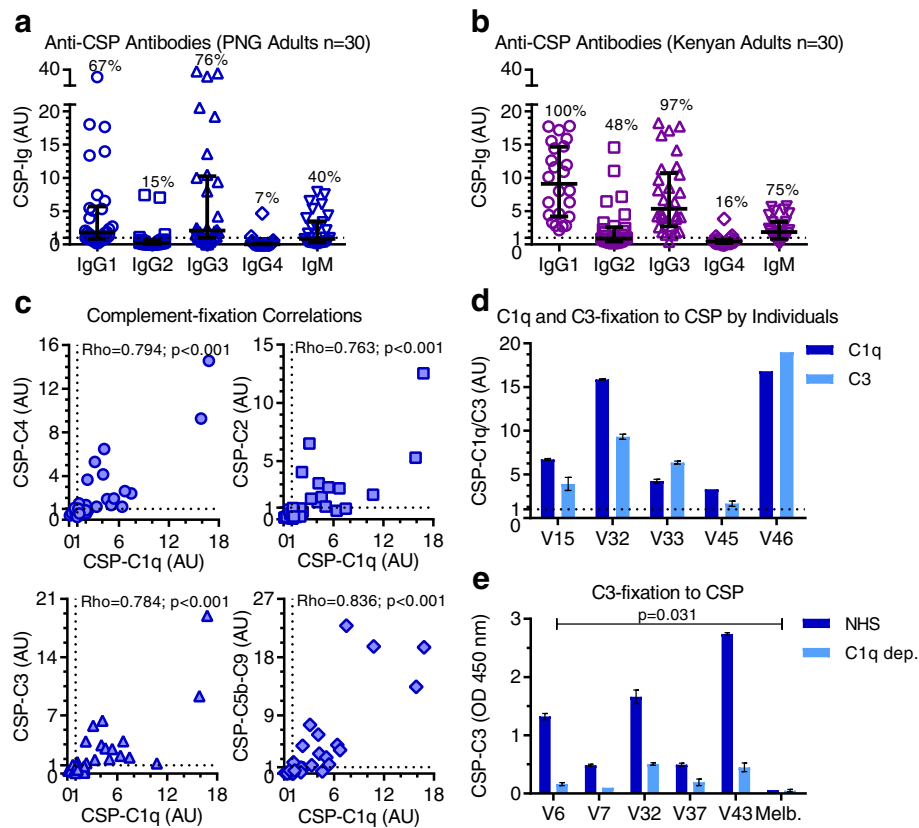 a
Anti-CSP Antibodies (PNG Adults n=30)
CSP-Ig (AU)
40
20
15
10
5
1
0
67%
15%
76%
7%
40%
IgG1 IgG2 IgG3 IgG4 IgM
b
Anti-CSP Antibodies (Kenyan Adults n=30)
CSP-Ig (AU)
40
20
15
10
5
1
0
100%
48%
97%
16%
75%
IgG1 IgG2 IgG3 IgG4 IgM
c
Complement-fixation Correlations
Rho=0.794; p<0.001
CSP-C4 (AU)
16
12
8
4
1
0
01 6 12 18
CSP-C1q (AU)
Rho=0.763; p<0.001
CSP-C2 (AU)
15
10
5
1
0
01 6 12 18
CSP-C1q (AU)
Rho=0.784; p<0.001
CSP-C3 (AU)
21
14
7
1
0
01 6 12 18
CSP-C1q (AU)
Rho=0.836; p<0.001
CSP-C5b-C9 (AU)
27
18
9
1
0
01 6 12 18
CSP-C1q (AU)
d
C1q and C3-fixation to CSP by Individuals
CSP-C1q/C3 (AU)
20
15
10
5
1
0
V15 V32 V33 V45 V46
C1q
C3
e
C3-fixation to CSP
p=0.031
CSP-C3 (OD 450 nm)
3
2
1
0
V6 V7 V32 V37 V43 Melb.
NHS
C1q dep.